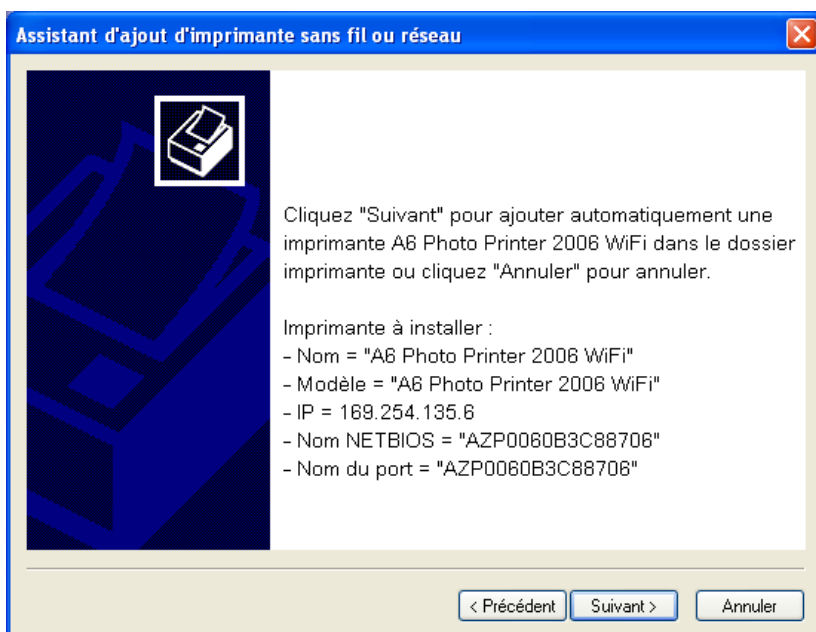 Assistant d'ajout d'imprimante sans fil ou réseau
Cliquez "Suivant" pour ajouter automatiquement une
imprimante A6 Photo Printer 2006 WiFi dans le dossier
imprimante ou cliquez "Annuler" pour annuler.
Imprimante à installer :
- Nom = "A6 Photo Printer 2006 WiFi"
- Modèle = "A6 Photo Printer 2006 WiFi"
- IP = 169.254.135.6
- Nom NETBIOS = "AZP0060B3C88706"
- Nom du port = "AZP0060B3C88706"
< Précédent Suivant > Annuler